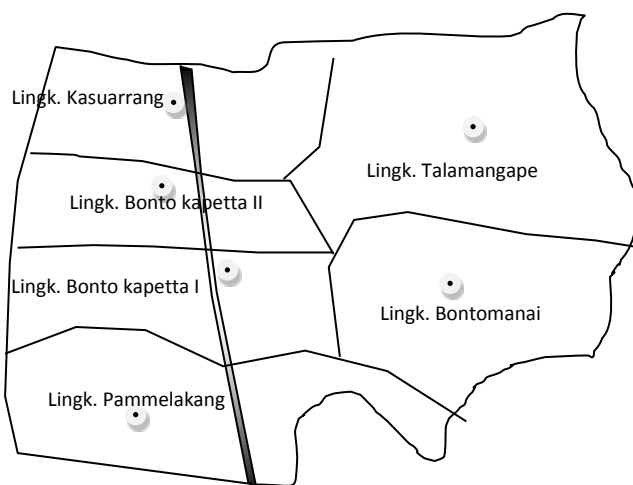 Lingk. Kasuarrang
Lingk. Talamangape
Lingk. Bonto kapetta II
Lingk. Bonto kapetta I
Lingk. Bontomanai
Lingk. Pammelakang